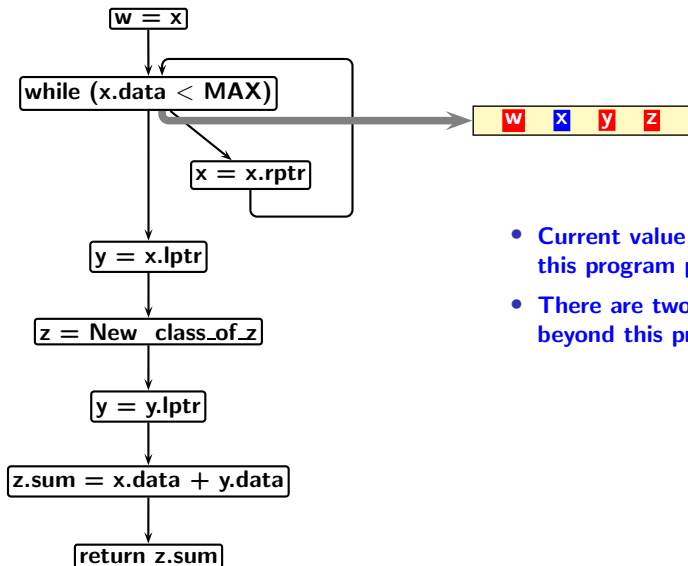 w = x
while (x.data < MAX)
w x y z
x = x.rptr
• Current value
this program p
• There are two
beyond this pr
y = x.lptr
z = New class_of_z
y = y.lptr
z.sum = x.data + y.data
return z.sum